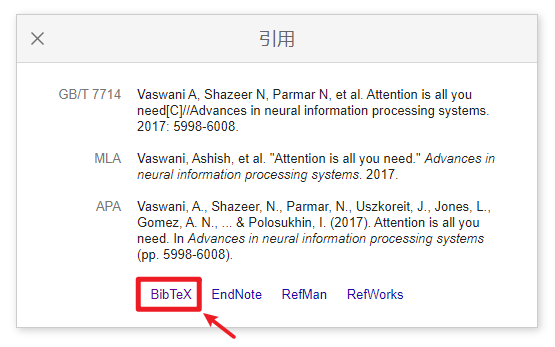 引用
GB/T 7714 Vaswani A, Shazeer N, Parmar N, et al. Attention is all you
need[C]//Advances in neural information processing systems.
2017: 5998-6008.
MLA Vaswani, Ashish, et al. "Attention is all you need." Advances in
neural information processing systems. 2017.
APA Vaswani, A., Shazeer, N., Parmar, N., Uszkoreit, J., Jones, L.,
Gomez, A. N., ... & Polosukhin, I. (2017). Attention is all you
need. In Advances in neural information processing systems
(pp. 5998-6008).
BibTeX EndNote RefMan RefWorks